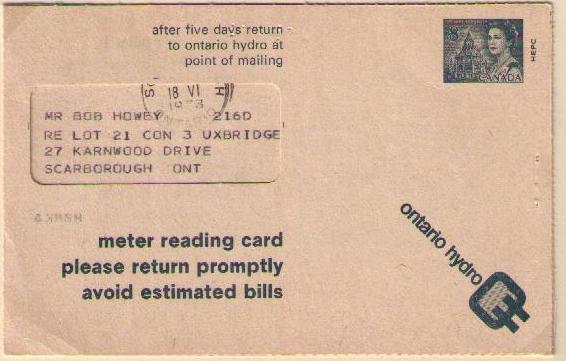 after five days return
to ontario hydro at
point of mailing
8
CANADA
HEPC
18 VI
ONTARIO
MR BOB HOWEY 216D
RE LOT 21 CON 3 UXBRIDGE
27 KARNWOOD DRIVE
SCARBOROUGH ONT
meter reading card
please return promptly
avoid estimated bills
ontario hydro